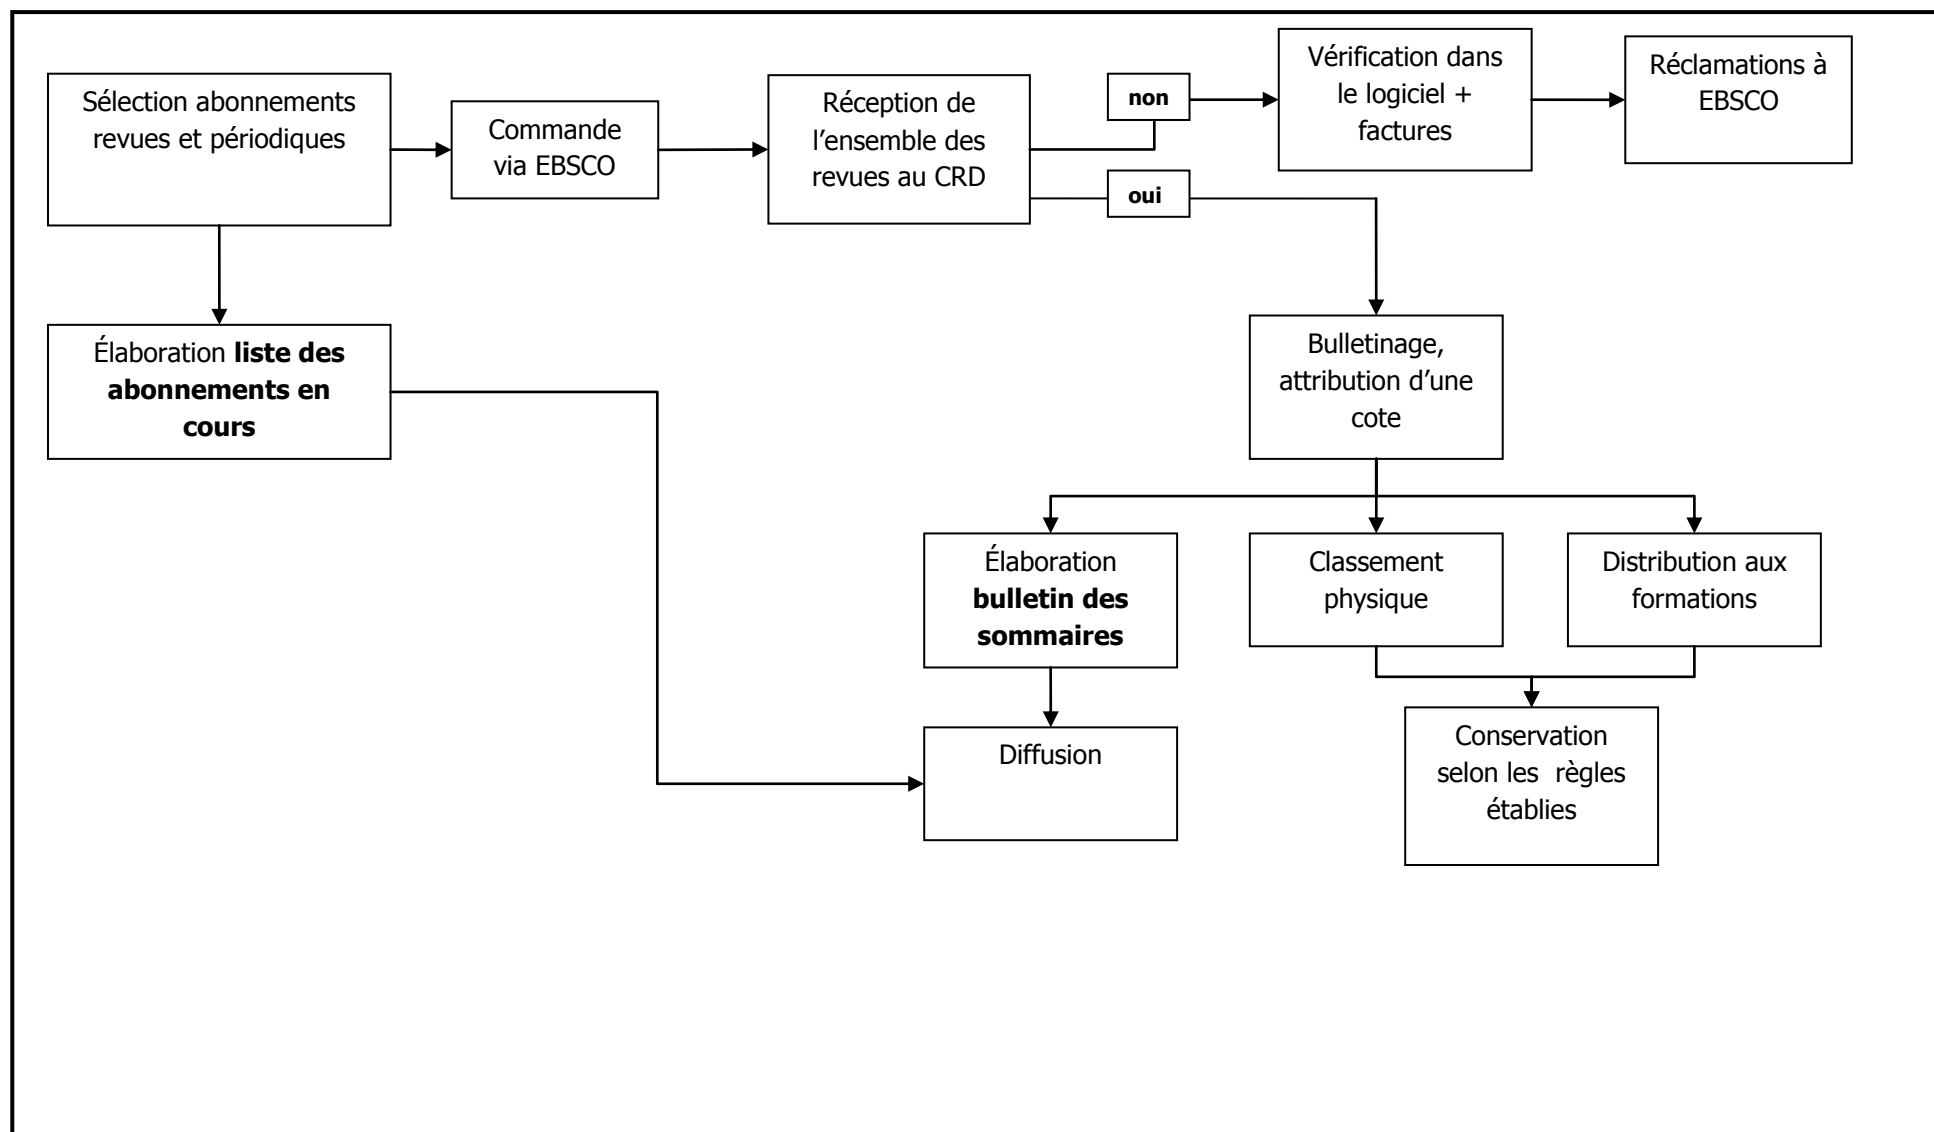 Sélection abonnements
revues et périodiques
Commande
via EBSCO
Réception de
l’ensemble des
revues au CRD
non
oui
Vérification dans
le logiciel +
factures
Réclamations à
EBSCO
Élaboration liste des
abonnements en
cours
Bulletinage,
attribution d’une
cote
Élaboration
bulletin des
sommaires
Classement
physique
Distribution aux
formations
Diffusion
Conservation
selon les  règles
établies